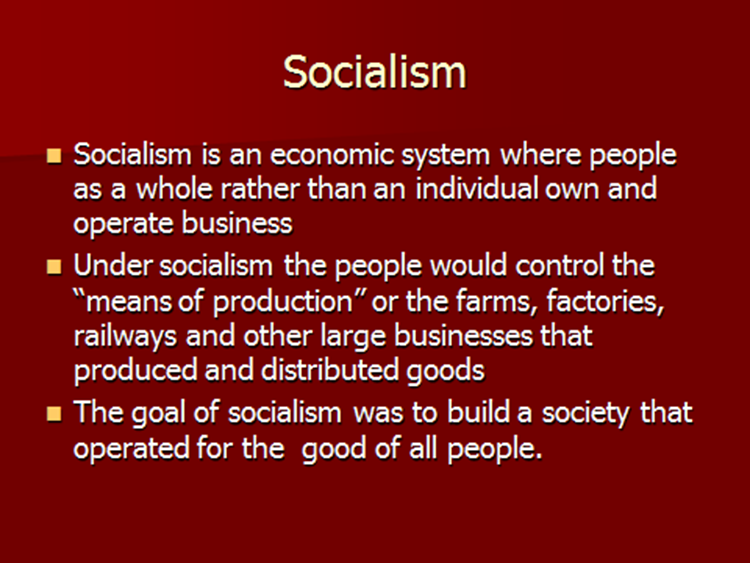 Socialism
Socialism is an economic system where people
as a whole rather than an individual own and
operate business
Under socialism the people would control the
“means of production” or the farms, factories,
railways and other large businesses that
produced and distributed goods
The goal of socialism was to build a society that
operated for the  good of all people.